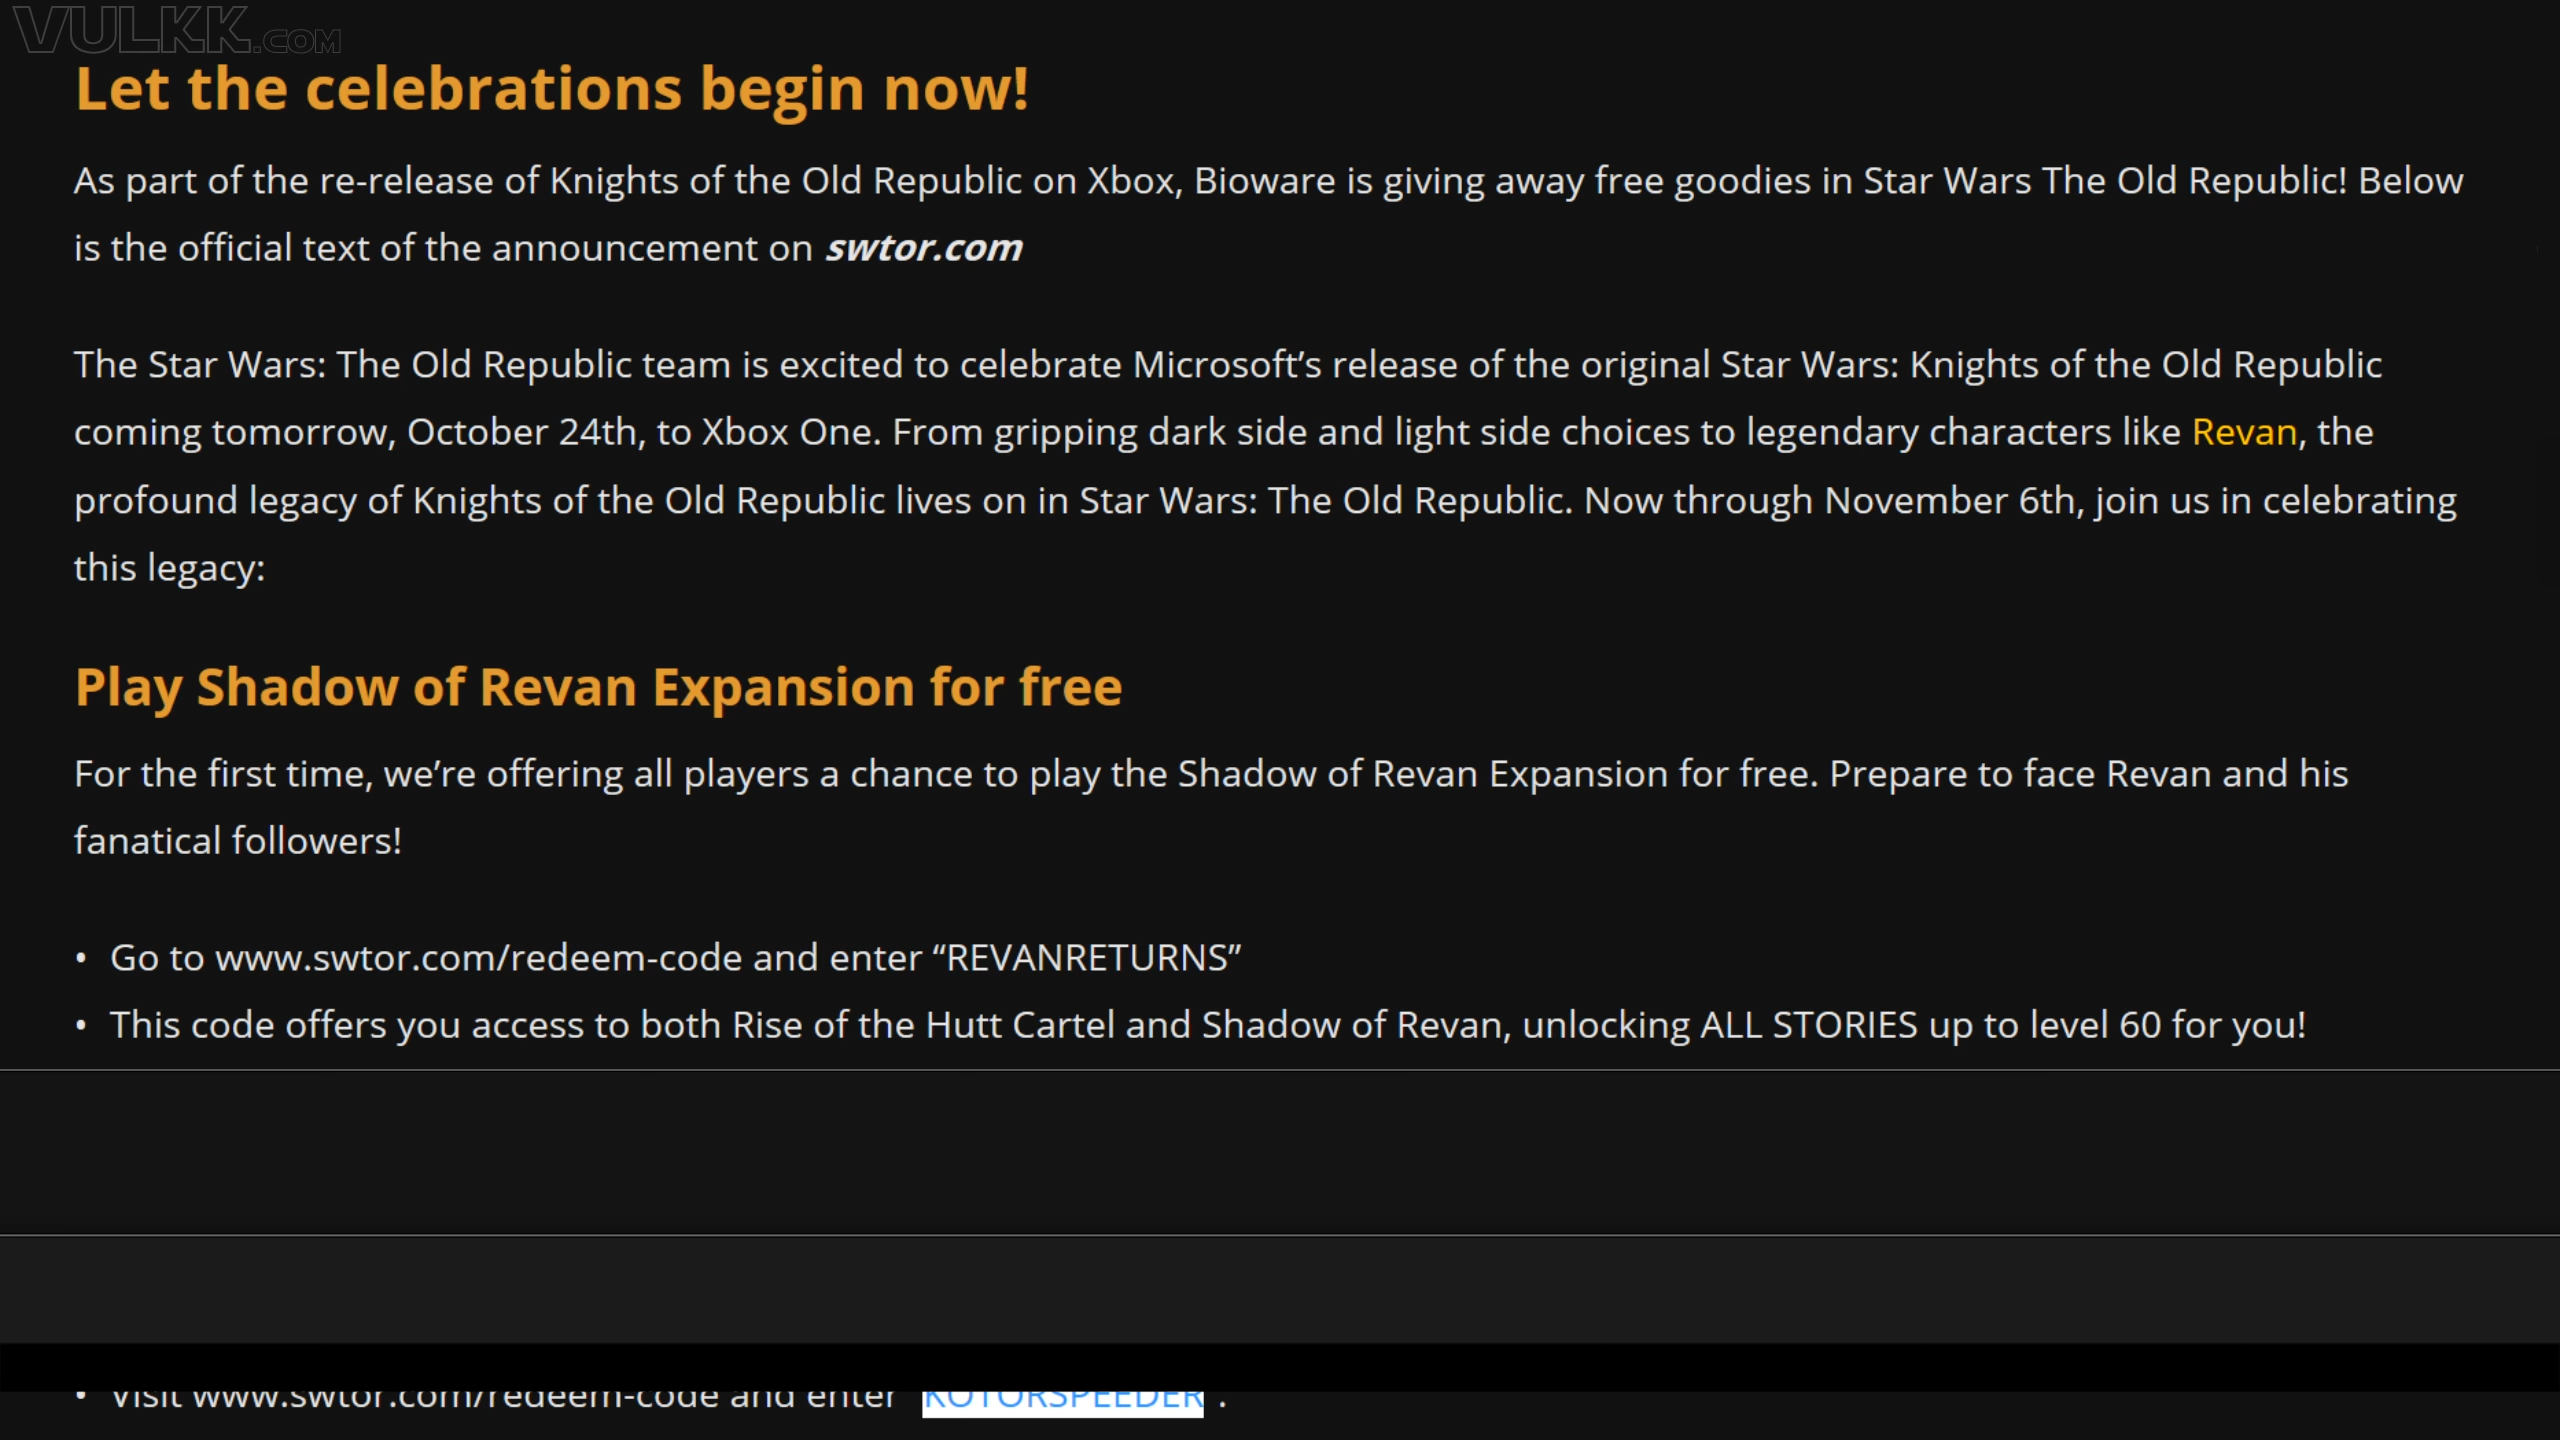 VULKK.COM
Let the celebrations begin now!
As part of the re-release of Knights of the Old Republic on Xbox, Bioware is giving away free goodies in Star Wars The Old Republic! Below
is the official text of the announcement on swtor.com
The Star Wars: The Old Republic team is excited to celebrate Microsoft’s release of the original Star Wars: Knights of the Old Republic
coming tomorrow, October 24th, to Xbox One. From gripping dark side and light side choices to legendary characters like Revan, the
profound legacy of Knights of the Old Republic lives on in Star Wars: The Old Republic. Now through November 6th, join us in celebrating
this legacy:
Play Shadow of Revan Expansion for free
For the first time, we’re offering all players a chance to play the Shadow of Revan Expansion for free. Prepare to face Revan and his
fanatical followers!
• Go to www.swtor.com/redeem-code and enter “REVANRETURNS”
• This code offers you access to both Rise of the Hutt Cartel and Shadow of Revan, unlocking ALL STORIES up to level 60 for you!
• Visit www.swtor.com/redeem-code and enter KOTORSPEEDER .